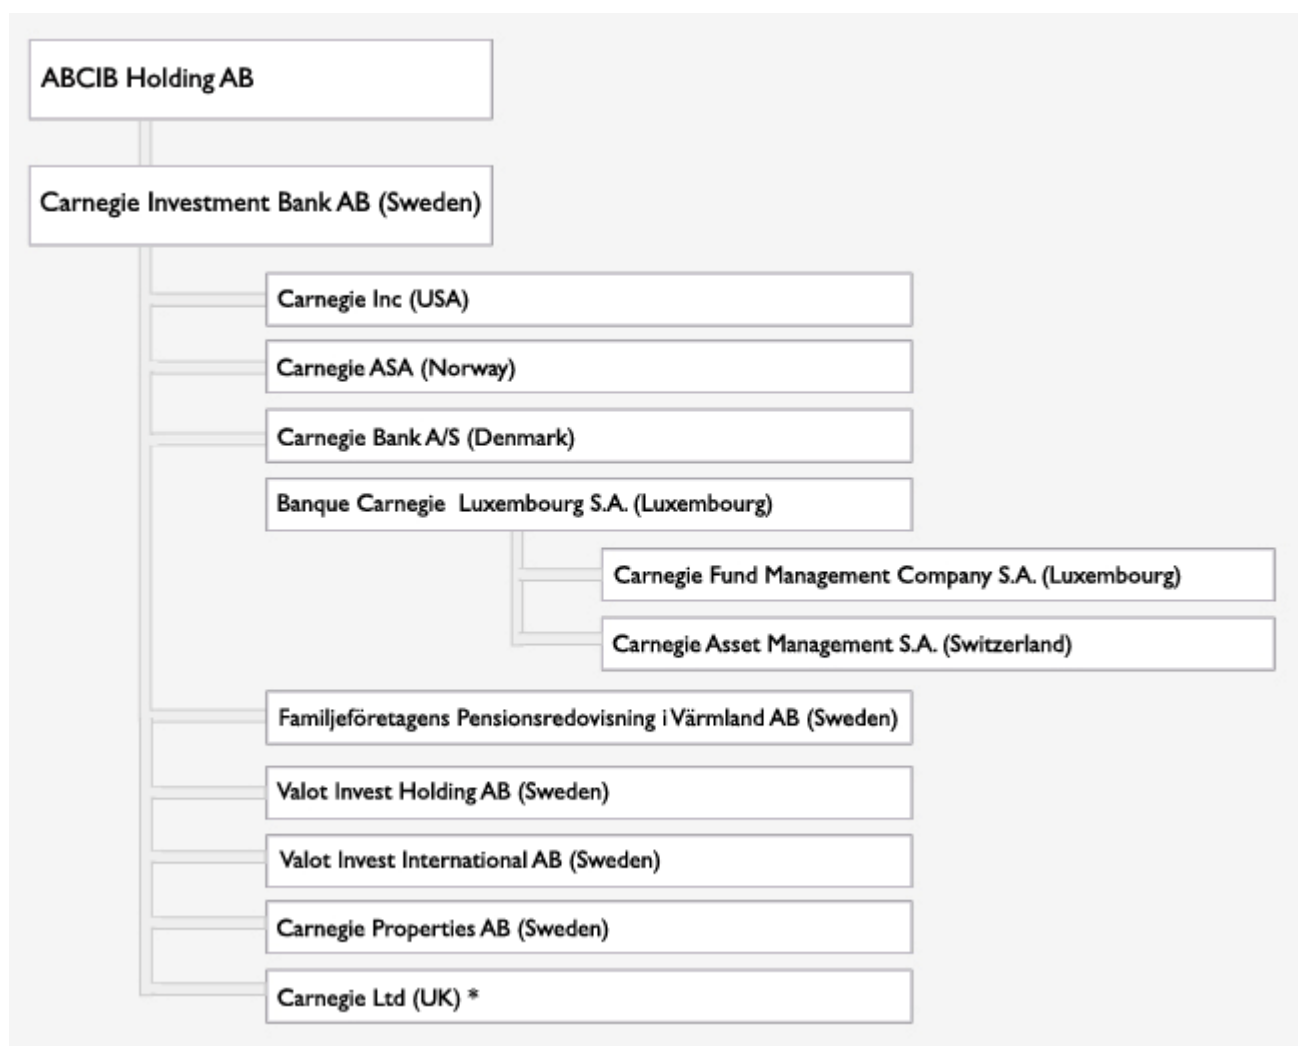 ABCIB Holding AB
Carnegie Investment Bank AB (Sweden)
Carnegie Inc (USA)
Carnegie ASA (Norway)
Carnegie Bank A/S (Denmark)
Banque Carnegie Luxembourg S.A. (Luxembourg)
Carnegie Fund Management Company S.A. (Luxembourg)
Carnegie Asset Management S.A. (Switzerland)
Familjeföretagens Pensionsredovisning i Värmland AB (Sweden)
Valot Invest Holding AB (Sweden)
Valot Invest International AB (Sweden)
Carnegie Properties AB (Sweden)
Carnegie Ltd (UK) *